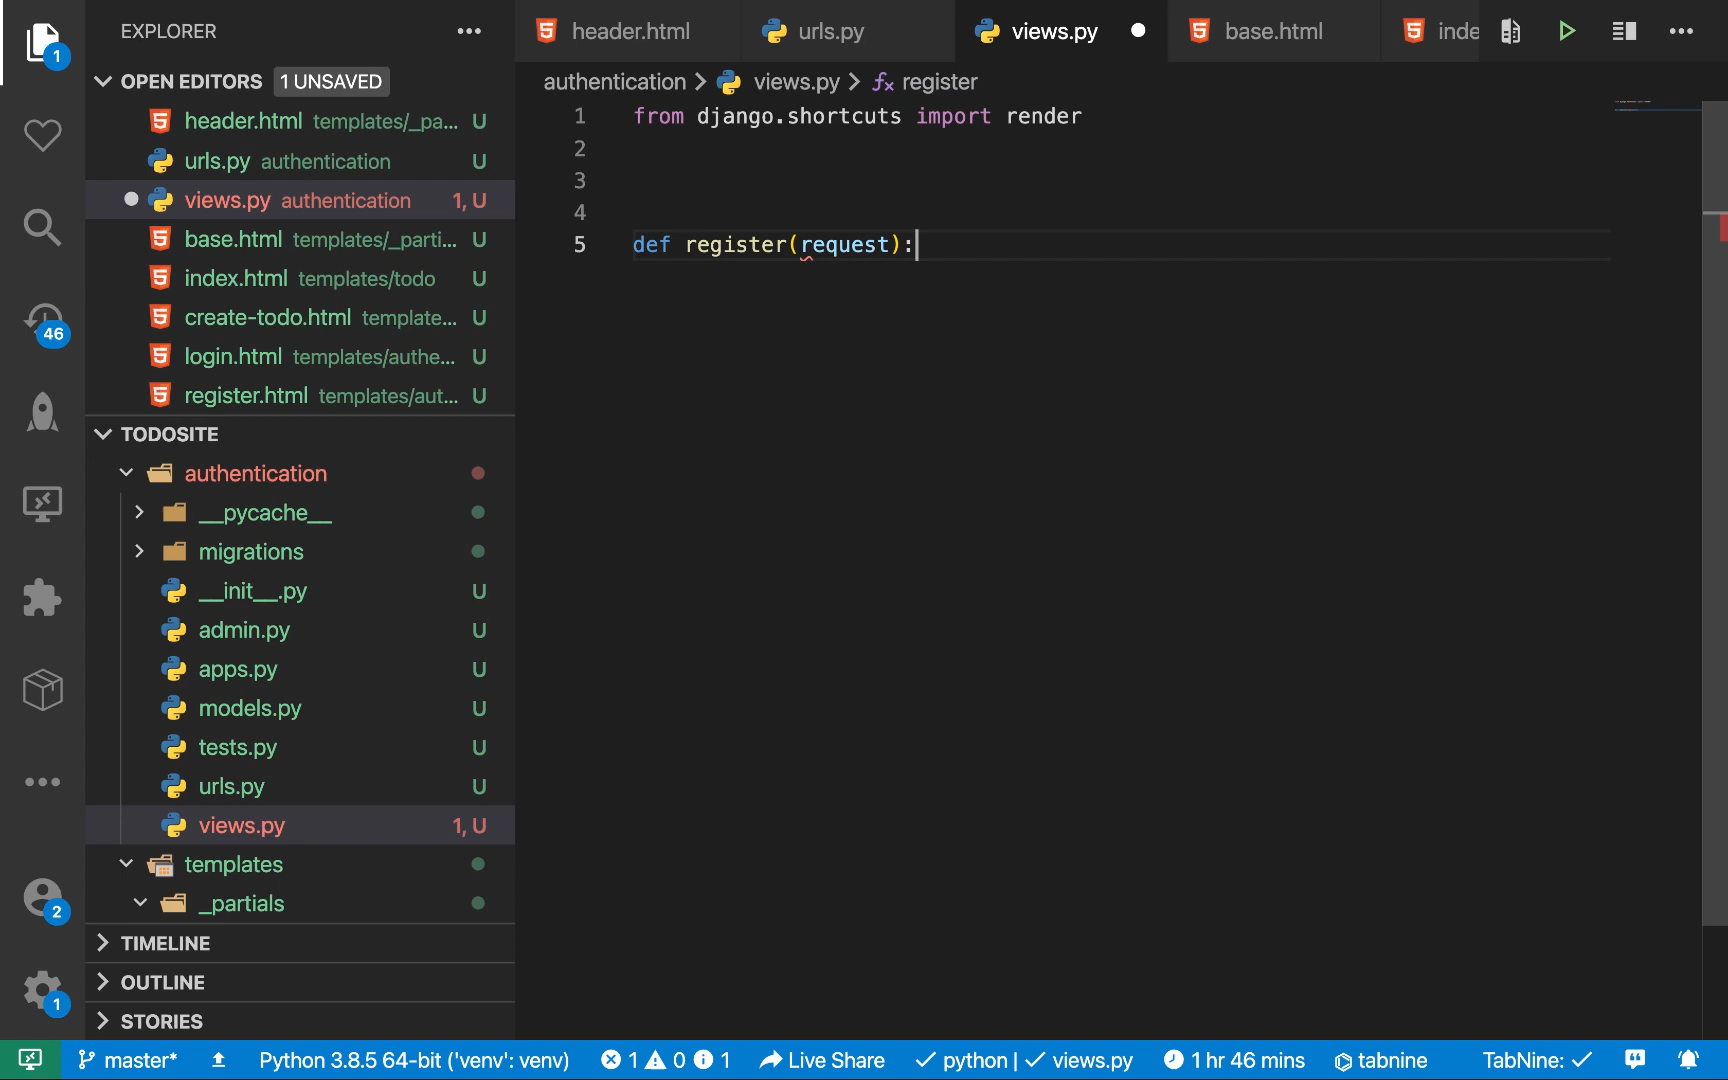 EXPLORER
OPEN EDITORS 1 UNSAVED
header.html templates/_pa... U
urls.py authentication U
views.py authentication 1, U
base.html templates/_parti... U
index.html templates/todo U
create-todo.html template... U
login.html templates/authe... U
register.html templates/aut... U
TODOSITE
authentication
__pycache__
migrations
__init__.py U
admin.py U
apps.py U
models.py U
tests.py U
urls.py U
views.py 1, U
templates
_partials
TIMELINE
OUTLINE
STORIES
1
46
2
1
header.html urls.py views.py base.html inde
authentication > views.py > register
1 from django.shortcuts import render
2
3
4
5 def register(request):
master* Python 3.8.5 64-bit ('venv': venv) 1 0 1 Live Share python | views.py 1 hr 46 mins tabnine TabNine: